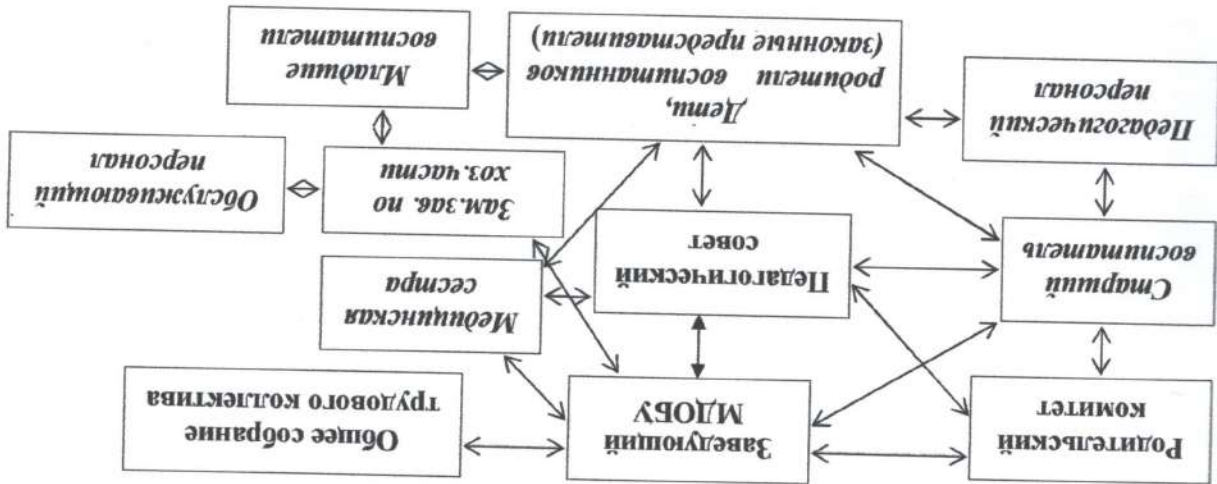 Родительский
комитет
Заведующий
МДОБУ
Общее собрание
трудового коллектива
Старший
воспитатель
Педагогический
совет
Медицинская
сестра
Зам.зав. по
хоз.части
Обслуживающий
персонал
Педагогический
персонал
Дети,
родители воспитанников
(законные представители)
Младшие
воспитатели